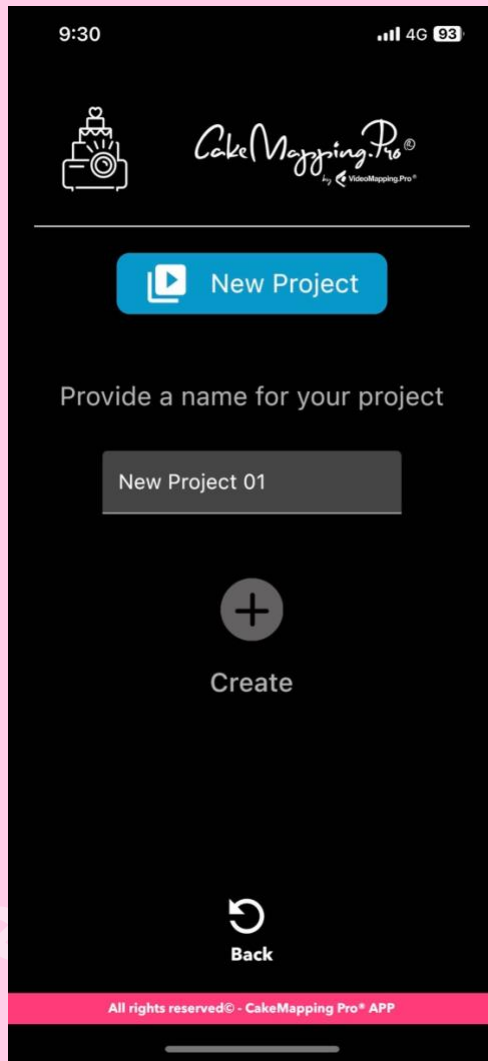 9:30
4G 93
CakeMapping.Pro®
by VideoMapping.Pro®
New Project
Provide a name for your project
New Project 01
Create
Back
All rights reserved© - CakeMapping Pro® APP